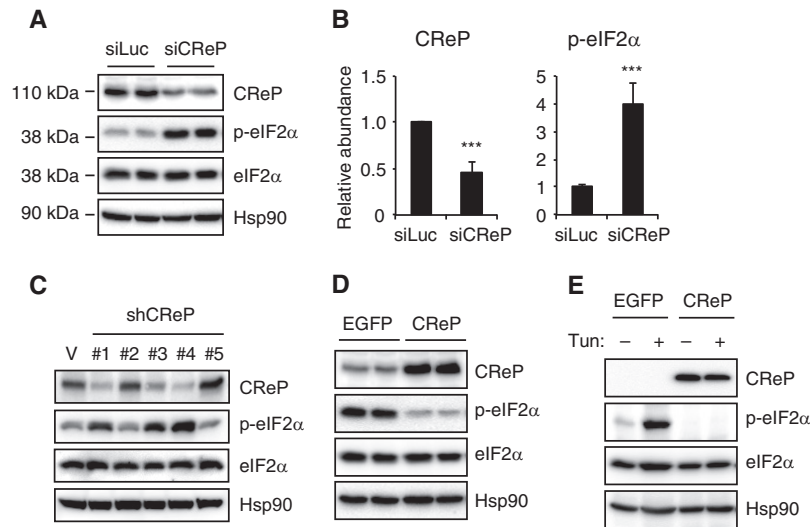 A
siLuc siCReP
110 kDa
CReP
38 kDa
p-eIF2α
38 kDa
eIF2α
90 kDa
Hsp90
B
CReP
p-eIF2α
Relative abundance
1.5
1.0
0.5
0
***
siLuc siCReP
5
4
3
2
1
0
***
siLuc siCReP
C
shCReP
V #1 #2 #3 #4 #5
CReP
p-eIF2α
eIF2α
Hsp90
D
EGFP CReP
CReP
p-eIF2α
eIF2α
Hsp90
E
EGFP CReP
Tun: – + – +
CReP
p-eIF2α
eIF2α
Hsp90